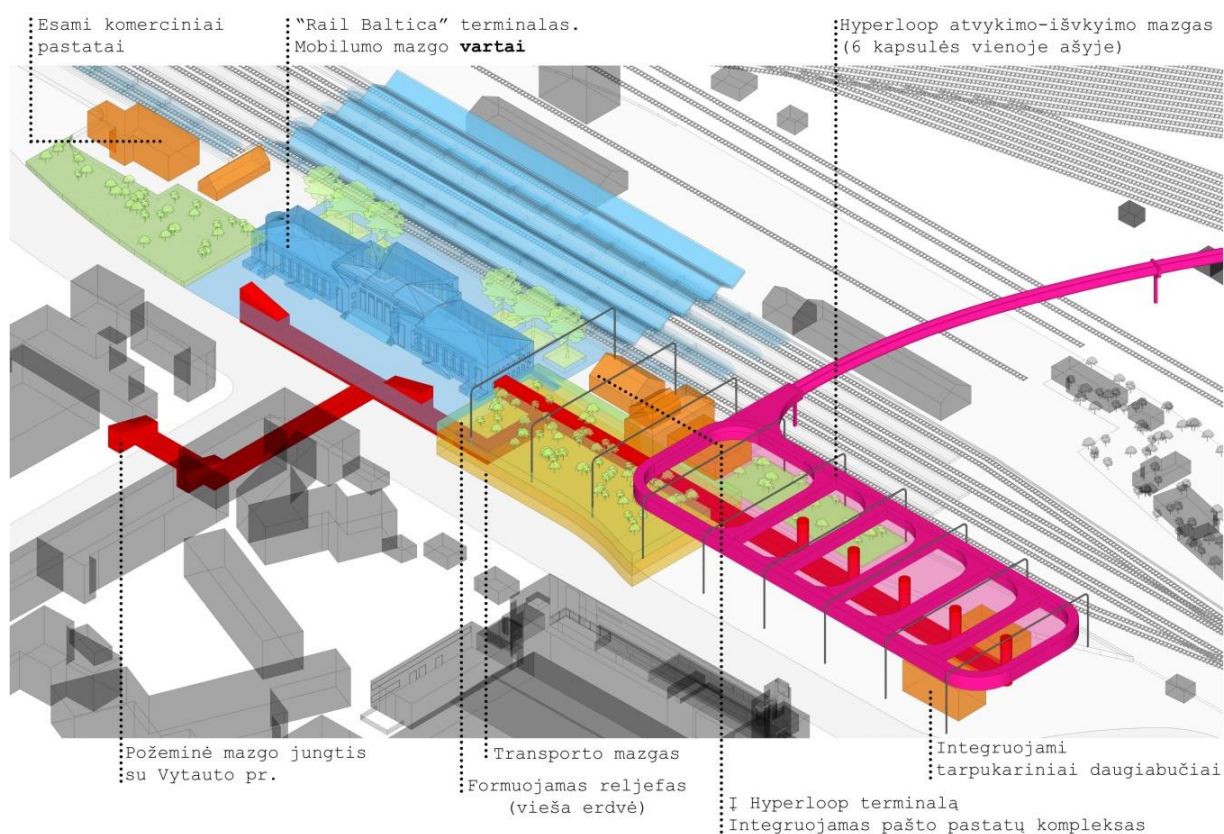 Esami komerciniai
pastatai
“Rail Baltica” terminalas.
Mobilumo mazgo vartai
Hyperloop atvykimo-išvkyimo mazgas
(6 kapsulės vienoje ašyje)
Požeminė mazgo jungtis
su Vytauto pr.
Transporto mazgas
Formuojamas reljefas
(vieša erdvė)
Integruojami
tarpukariniai daugiabučiai
Į Hyperloop terminalą
Integruojamas pašto pastatų kompleksas